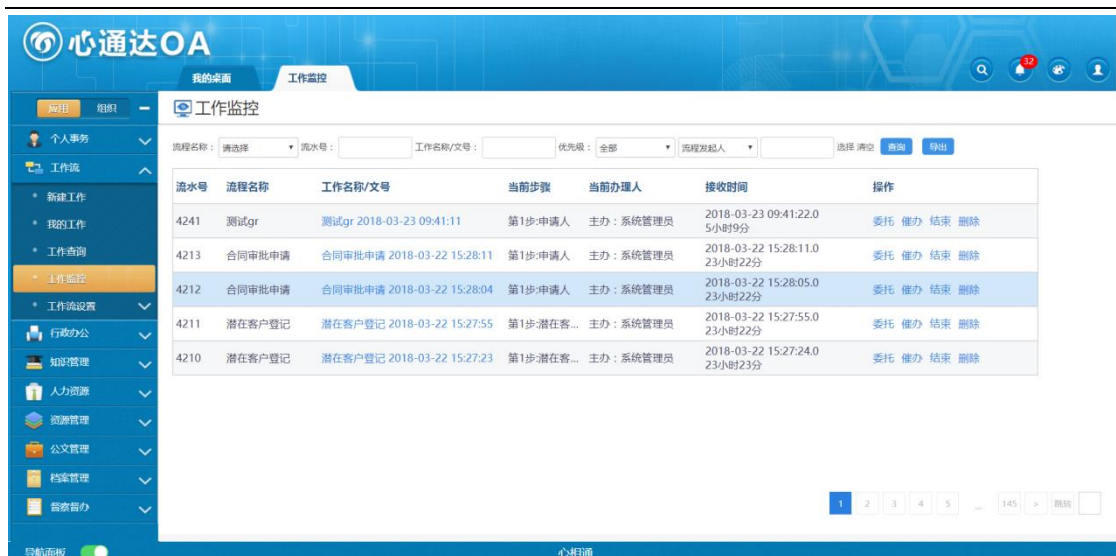 心通达OA
我的桌面 工作监控
32
应用 组织
工作监控
个人事务
工作流
新建工作
我的工作
工作查询
工作监控
工作流设置
行政办公
知识管理
人力资源
资源管理
公文管理
档案管理
督察督办
导航面板
流程名称： 请选择 流水号： 工作名称/文号： 优先级： 全部 流程发起人 选择 清空 查询 导出
流水号 流程名称 工作名称/文号 当前步骤 当前办理人 接收时间 操作
4241 测试gr 测试gr 2018-03-23 09:41:11 第1步:申请人 主办：系统管理员 2018-03-23 09:41:22.0 委托 催办 结束 删除
5小时9分
4213 合同审批申请 合同审批申请 2018-03-22 15:28:11 第1步:申请人 主办：系统管理员 2018-03-22 15:28:11.0 委托 催办 结束 删除
23小时22分
4212 合同审批申请 合同审批申请 2018-03-22 15:28:04 第1步:申请人 主办：系统管理员 2018-03-22 15:28:05.0 委托 催办 结束 删除
23小时22分
4211 潜在客户登记 潜在客户登记 2018-03-22 15:27:55 第1步:潜在客... 主办：系统管理员 2018-03-22 15:27:55.0 委托 催办 结束 删除
23小时22分
4210 潜在客户登记 潜在客户登记 2018-03-22 15:27:23 第1步:潜在客... 主办：系统管理员 2018-03-22 15:27:24.0 委托 催办 结束 删除
23小时23分
1 2 3 4 5 ... 145 > 跳转
心相通